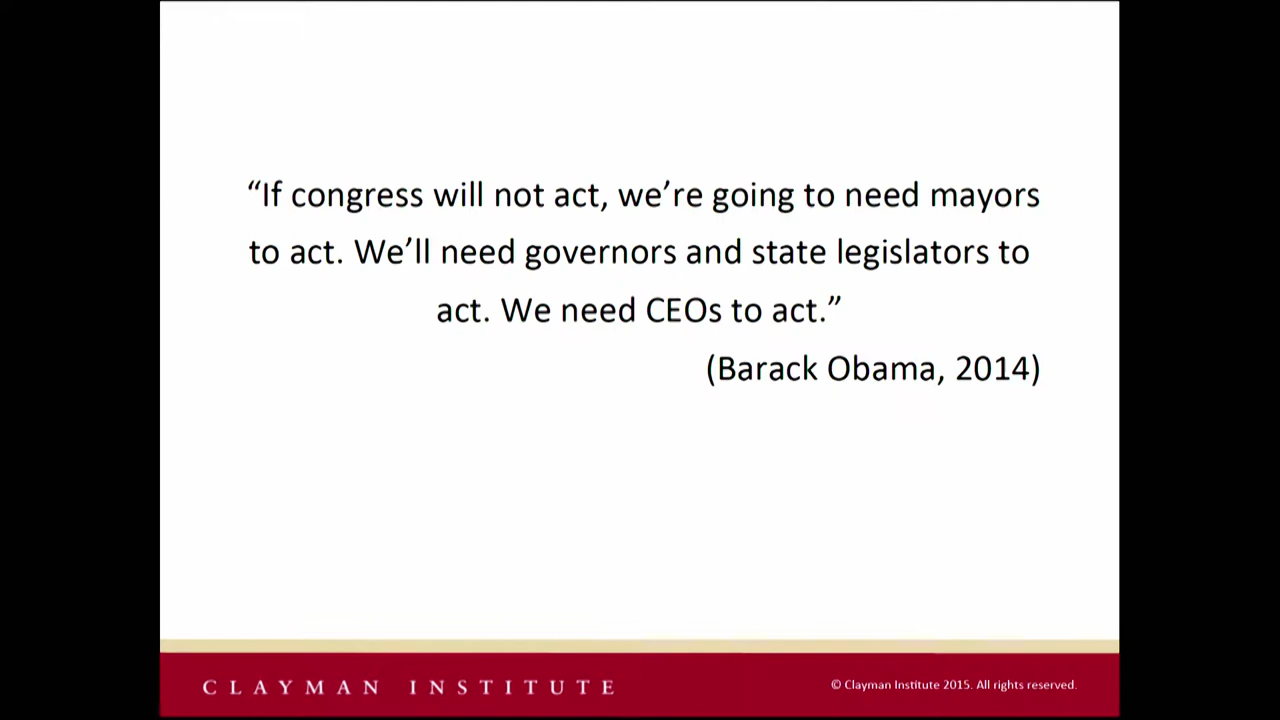 “If congress will not act, we’re going to need mayors
to act. We’ll need governors and state legislators to
act. We need CEOs to act.”
(Barack Obama, 2014)
CLAYMAN INSTITUTE
© Clayman Institute 2015. All rights reserved.